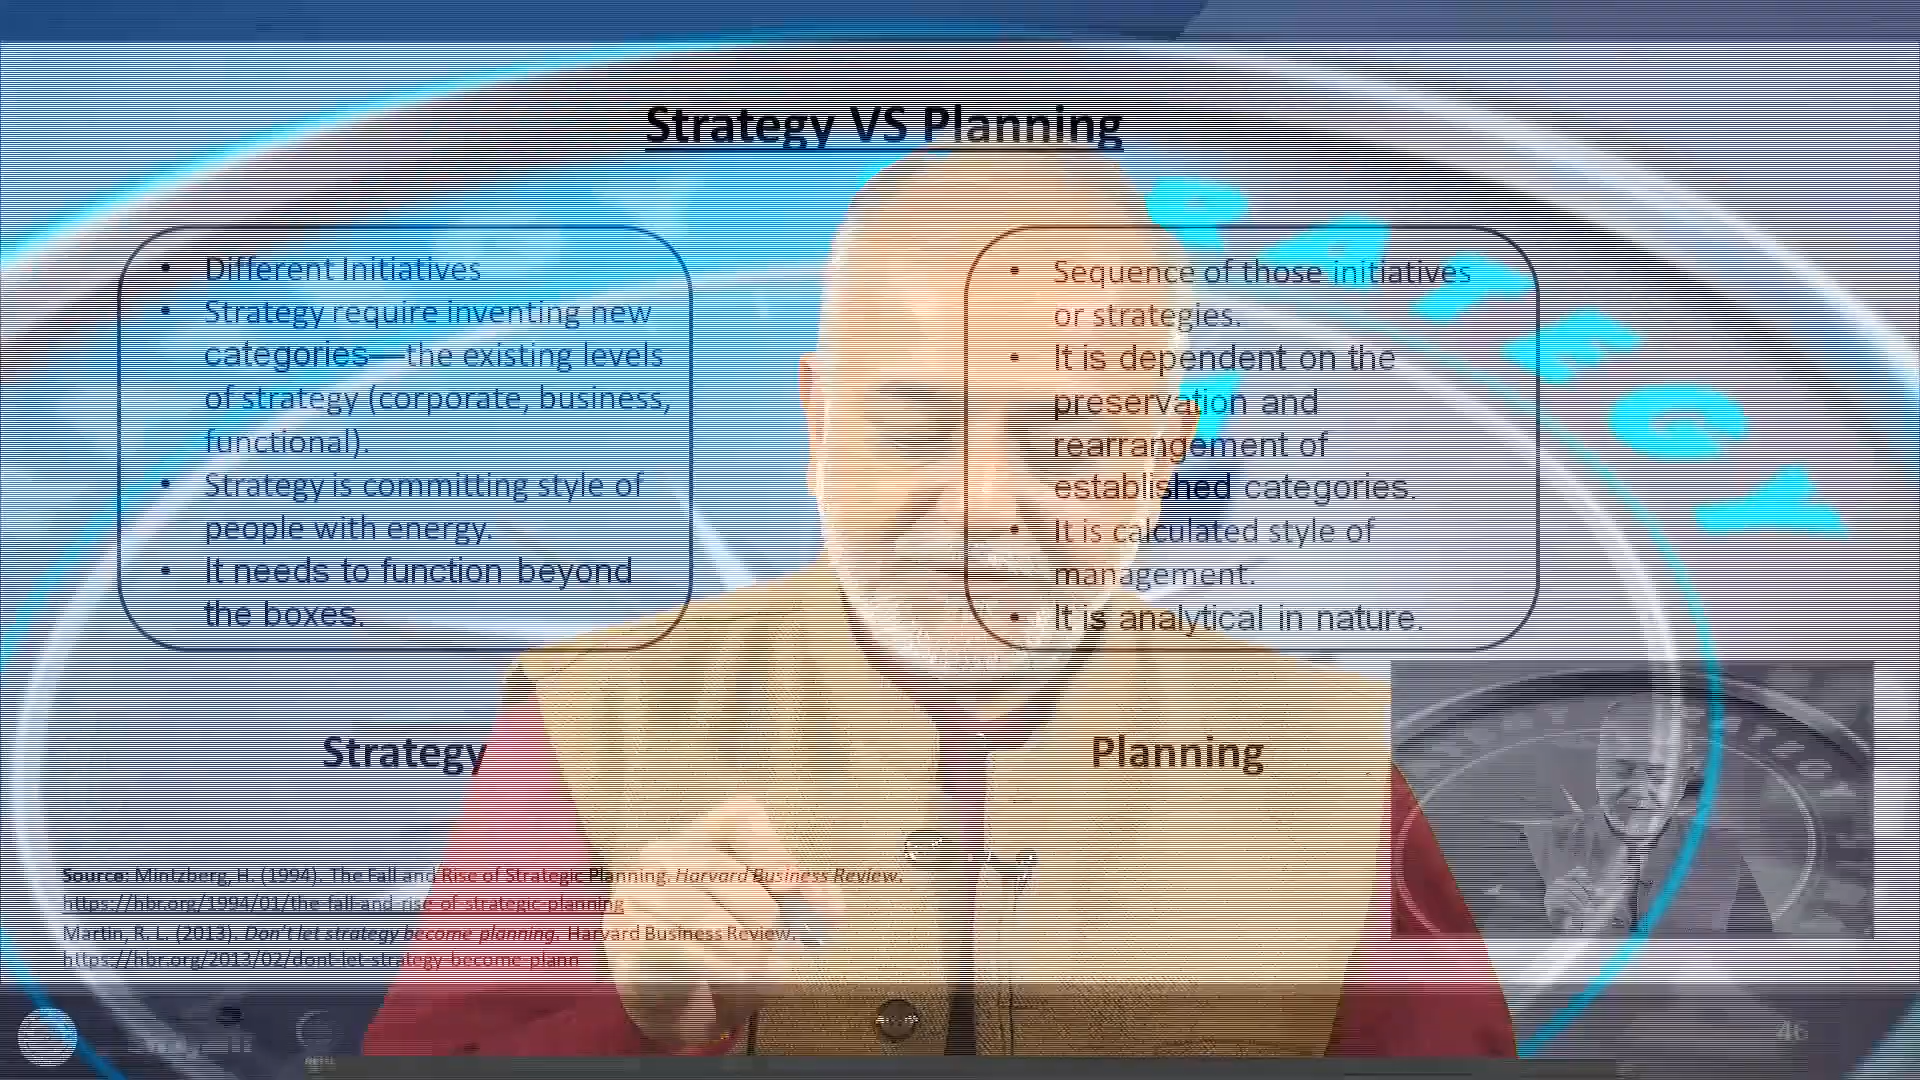 Strategy VS Planning
• Different Initiatives
• Strategy require inventing new
categories—the existing levels
of strategy (corporate, business,
functional).
• Strategy is committing style of
people with energy.
• It needs to function beyond
the boxes.
Strategy
• Sequence of those initiatives
or strategies.
• It is dependent on the
preservation and
rearrangement of
established categories.
• It is calculated style of
management.
• It is analytical in nature.
Planning
RATEGY
Source: Mintzberg, H. (1994). The Fall and Rise of Strategic Planning. Harvard Business Review.
https://hbr.org/1994/01/the-fall-and-rise-of-strategic-planning
Martin, R. L. (2013). Don't let strategy become planning. Harvard Business Review.
https://hbr.org/2013/02/dont-let-strategy-become-plann
46